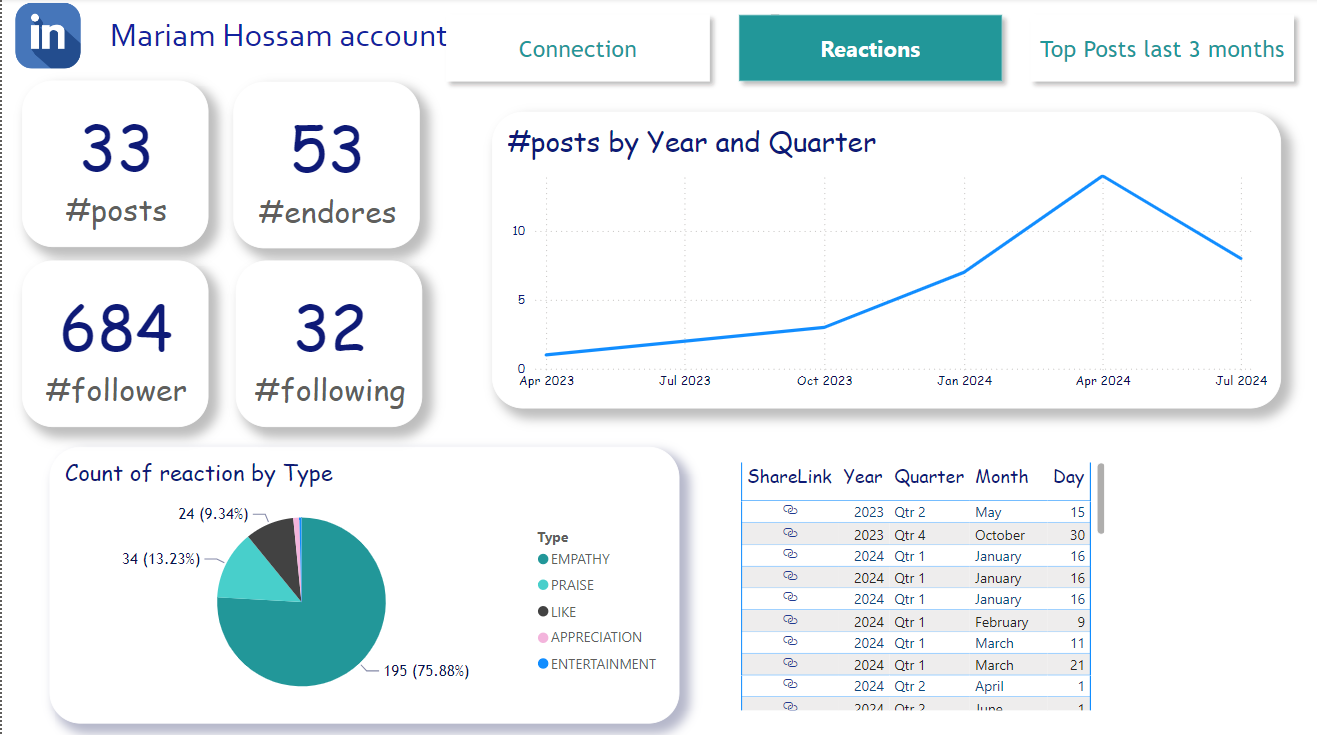 in
Mariam Hossam account
Connection
Reactions
Top Posts last 3 months
33
#posts
53
#endores
684
#follower
32
#following
#posts by Year and Quarter
10
5
0
Apr 2023 Jul 2023 Oct 2023 Jan 2024 Apr 2024 Jul 2024
Count of reaction by Type
24 (9.34%)
34 (13.23%)
195 (75.88%)
Type
EMPATHY
PRAISE
LIKE
APPRECIATION
ENTERTAINMENT
ShareLink Year Quarter Month Day
2023 Qtr 2 May 15
2023 Qtr 4 October 30
2024 Qtr 1 January 16
2024 Qtr 1 January 16
2024 Qtr 1 January 16
2024 Qtr 1 February 9
2024 Qtr 1 March 11
2024 Qtr 1 March 21
2024 Qtr 2 April 1
2024 Qtr 2 June 1